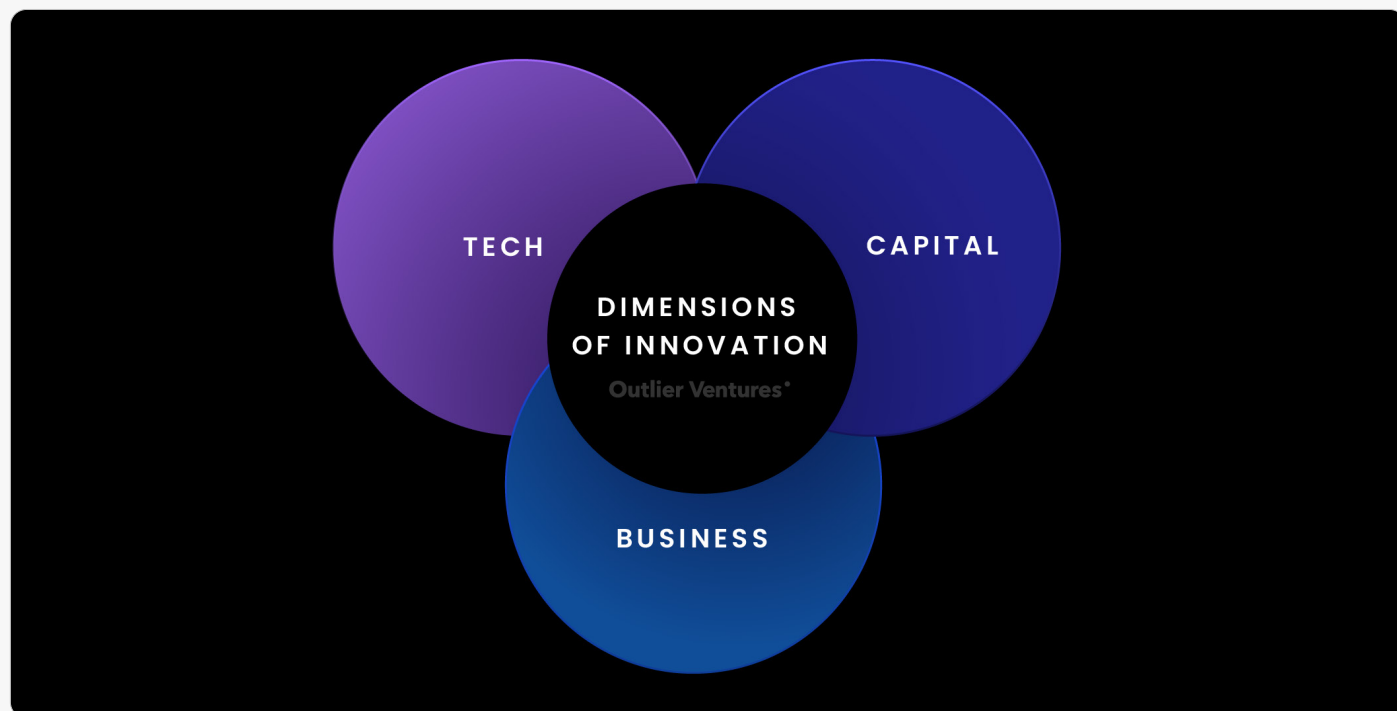 TECH
CAPITAL
DIMENSIONS
OF INNOVATION
Outlier Ventures
BUSINESS